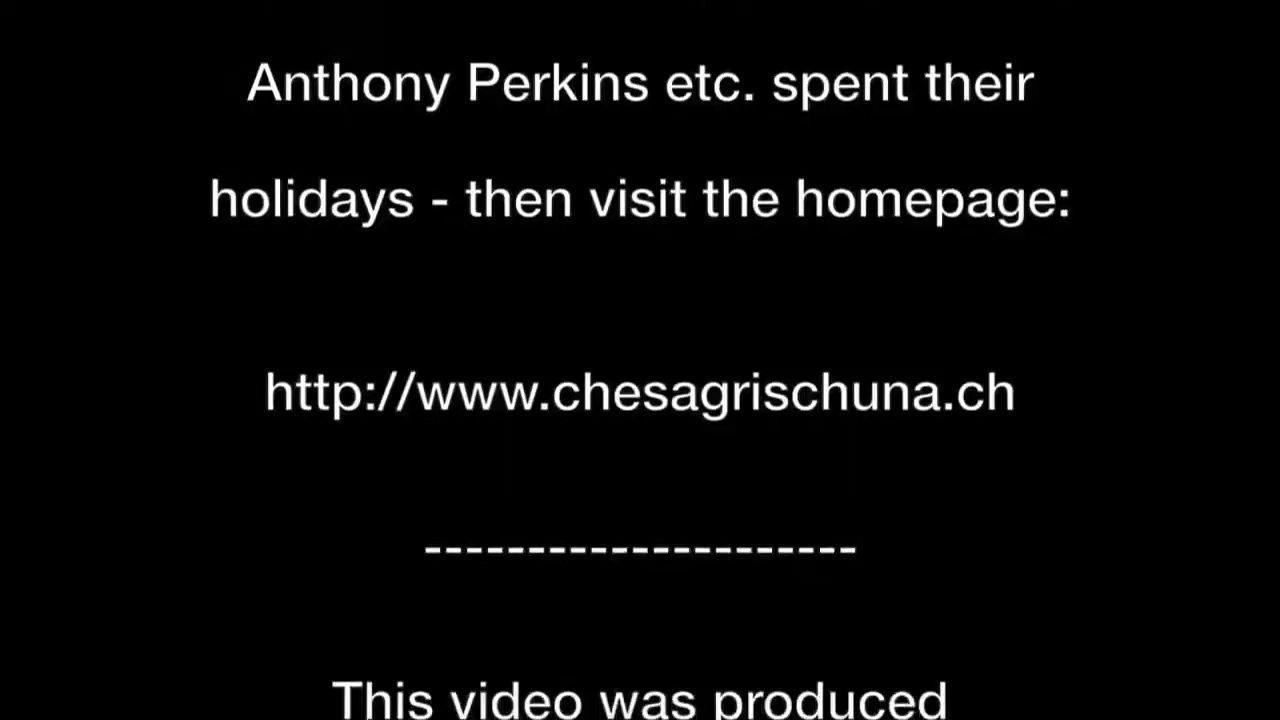 Anthony Perkins etc. spent their
holidays - then visit the homepage:
http://www.chesagrischuna.ch
---------------------
This video was produced